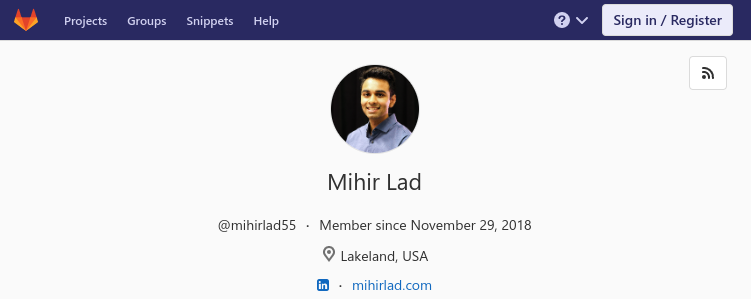 Projects Groups Snippets Help Sign in / Register
Mihir Lad
@mihirlad55 · Member since November 29, 2018
Lakeland, USA
in · mihirlad.com